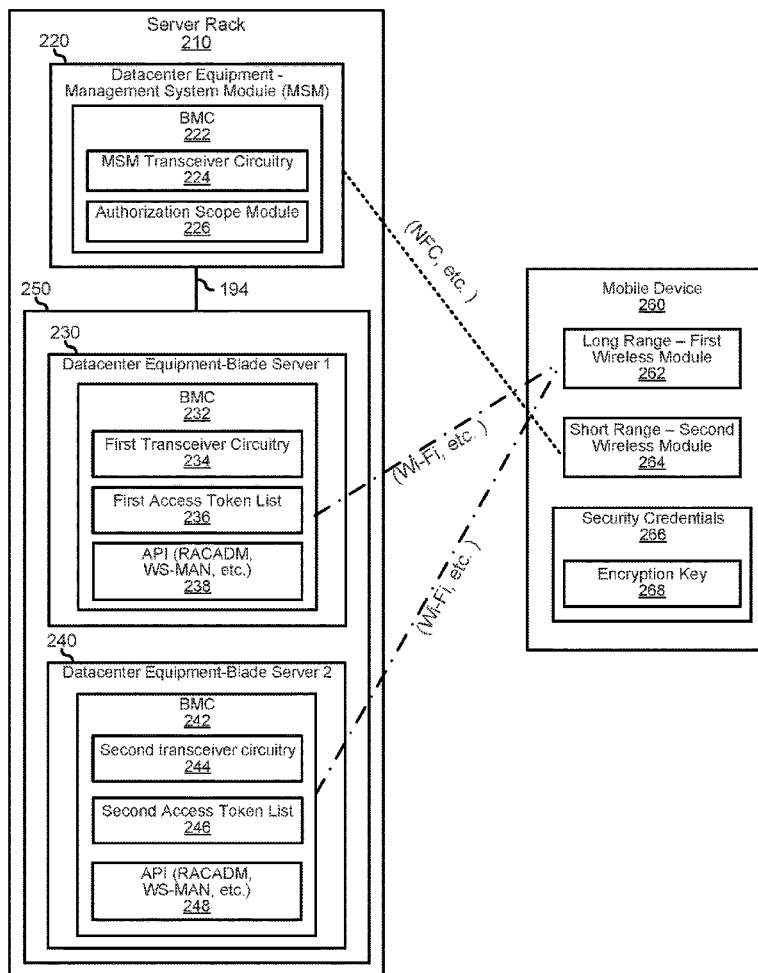 Server Rack
210
220
Datacenter Equipment -
Management System Module (MSM)
BMC
222
MSM Transceiver Circuitry
224
Authorization Scope Module
226
194
250
230
Datacenter Equipment-Blade Server 1
BMC
232
First Transceiver Circuitry
234
First Access Token List
236
API (RACADM,
WS-MAN, etc.)
238
240
Datacenter Equipment-Blade Server 2
BMC
242
Second transceiver circuitry
244
Second Access Token List
246
API (RACADM,
WS-MAN, etc.)
248
(NFC, etc.)
(Wi-Fi, etc.)
(Wi-Fi, etc.)
Mobile Device
260
Long Range – First
Wireless Module
262
Short Range – Second
Wireless Module
264
Security Credentials
266
Encryption Key
268